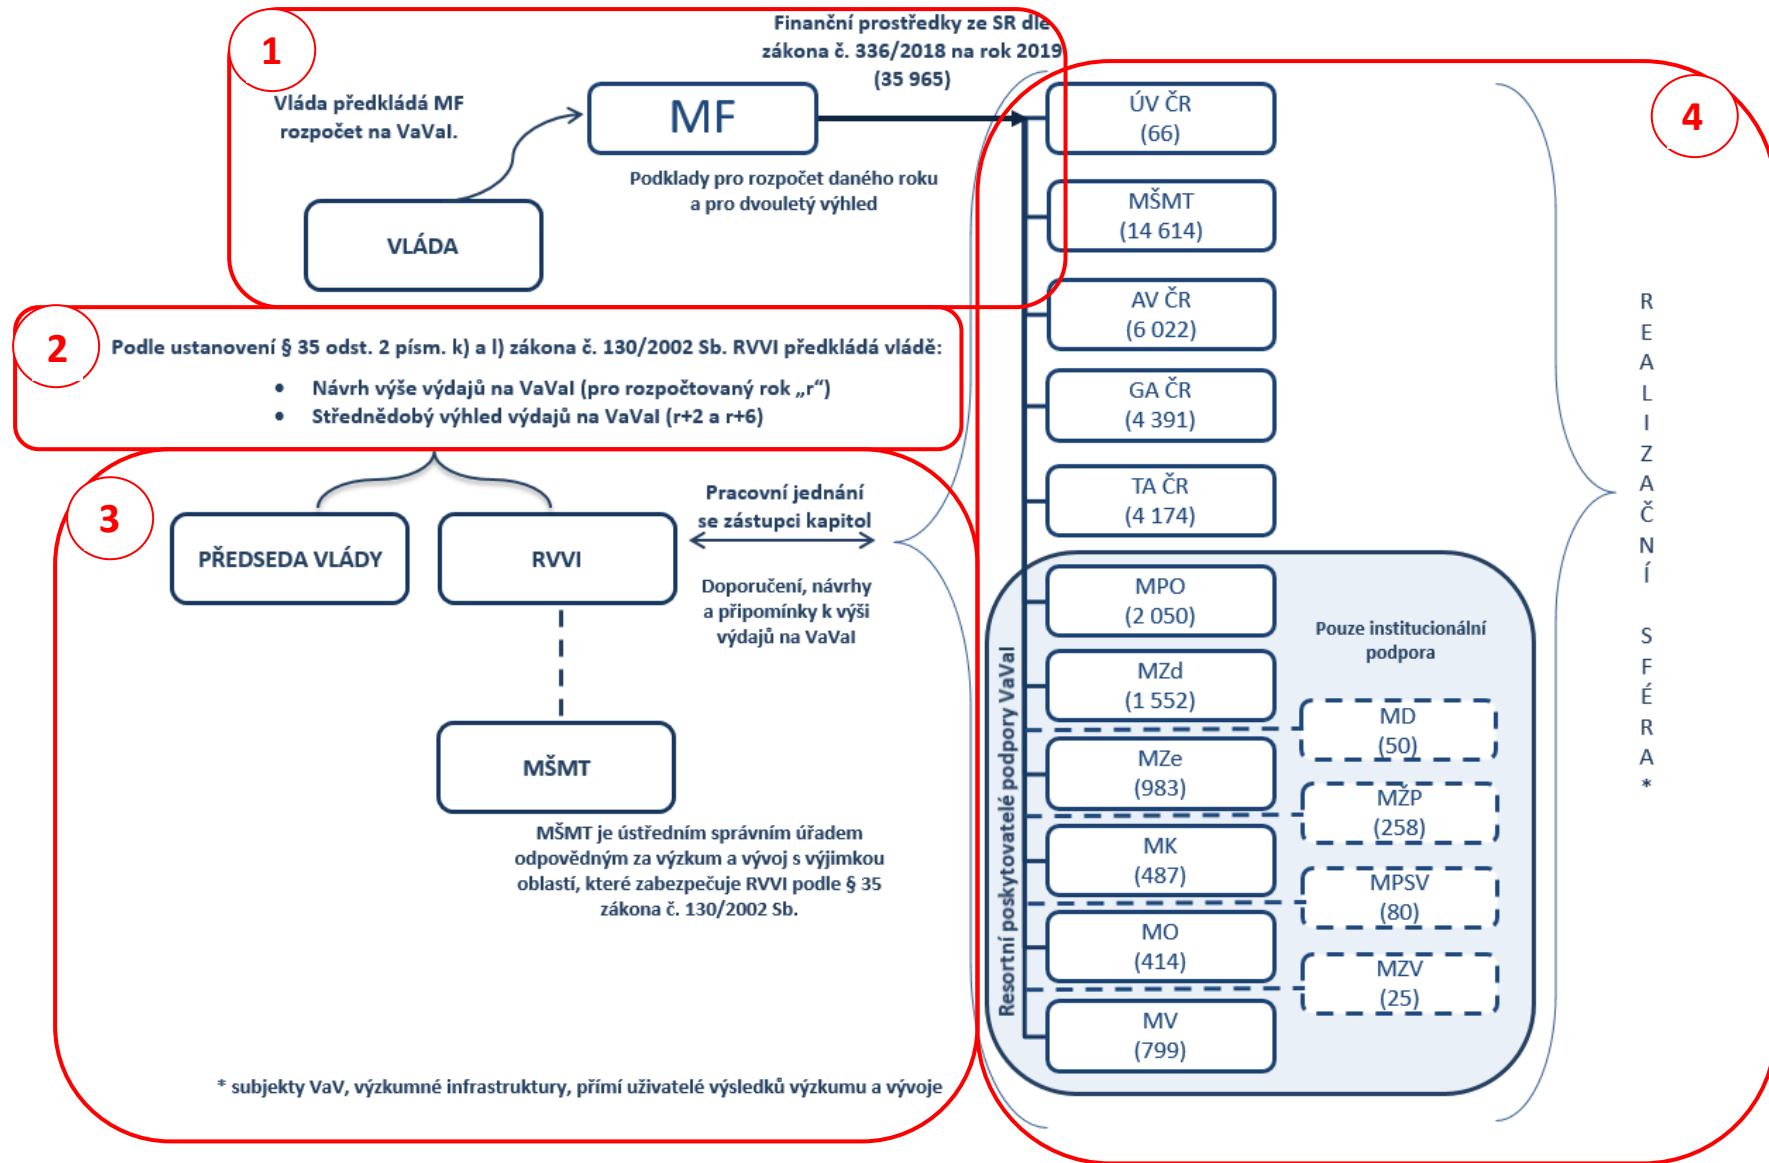 1
Finanční prostředky ze SR dle
zákona č. 336/2018 na rok 2019
(35 965)
Vláda předkládá MF
rozpočet na VaVaI.
MF
Podklady pro rozpočet daného roku
a pro dvouletý výhled
VLÁDA
2
Podle ustanovení § 35 odst. 2 písm. k) a l) zákona č. 130/2002 Sb. RVVI předkládá vládě:
• Návrh výše výdajů na VaVaI (pro rozpočtovaný rok „r“)
• Střednědobý výhled výdajů na VaVaI (r+2 a r+6)
3
PŘEDSEDA VLÁDY
RVVI
Pracovní jednání
se zástupci kapitol
Doporučení, návrhy
a připomínky k výši
výdajů na VaVaI
MŠMT
MŠMT je ústředním správním úřadem
odpovědným za výzkum a vývoj s výjimkou
oblastí, které zabezpečuje RVVI podle § 35
zákona č. 130/2002 Sb.
* subjekty VaV, výzkumné infrastruktury, přímí uživatelé výsledků výzkumu a vývoje
4
ÚV ČR
(66)
MŠMT
(14 614)
AV ČR
(6 022)
GA ČR
(4 391)
TA ČR
(4 174)
Resortní poskytovatelé podpory VaVaI
MPO
(2 050)
MZd
(1 552)
MZe
(983)
MK
(487)
MO
(414)
MV
(799)
Pouze institucionální
podpora
MD
(50)
MŽP
(258)
MPSV
(80)
MZV
(25)
REALIZAČNÍ SFÉRA*